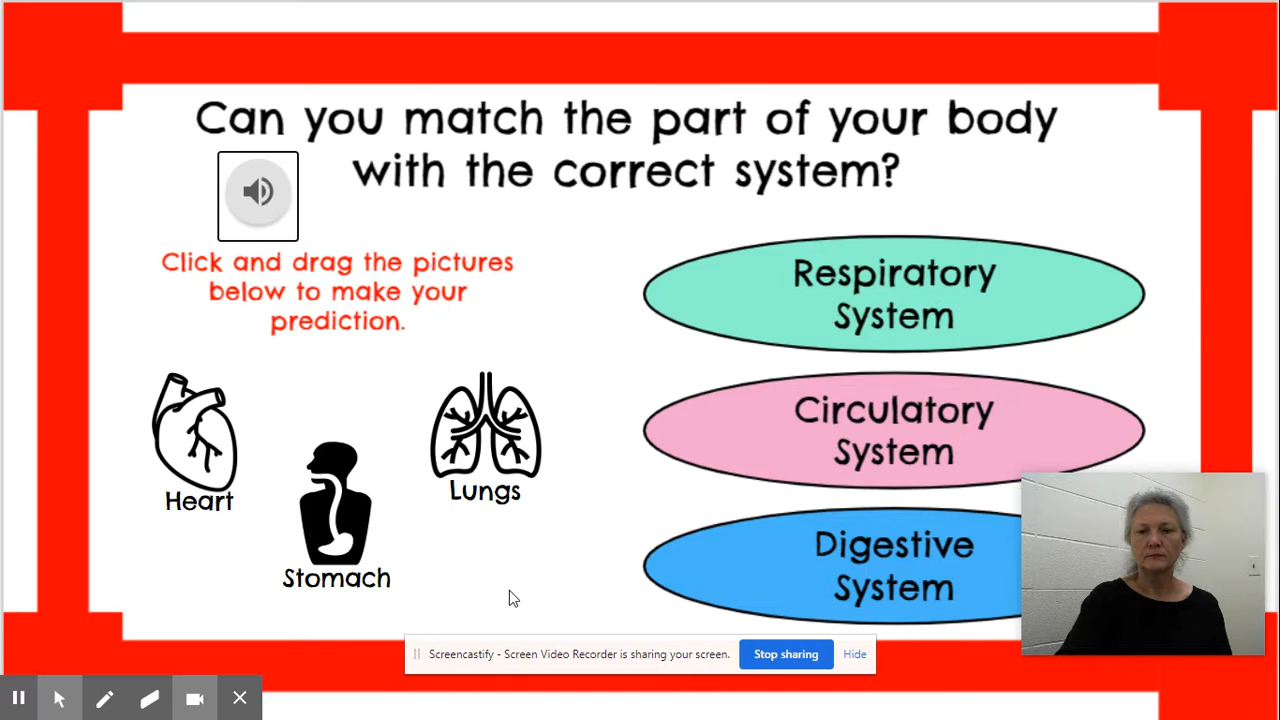 Can you match the part of your body
with the correct system?
Click and drag the pictures
below to make your
prediction.
Respiratory
System
Circulatory
System
Digestive
System
Heart
Lungs
Stomach
Screencastify - Screen Video Recorder is sharing your screen.
Stop sharing
Hide